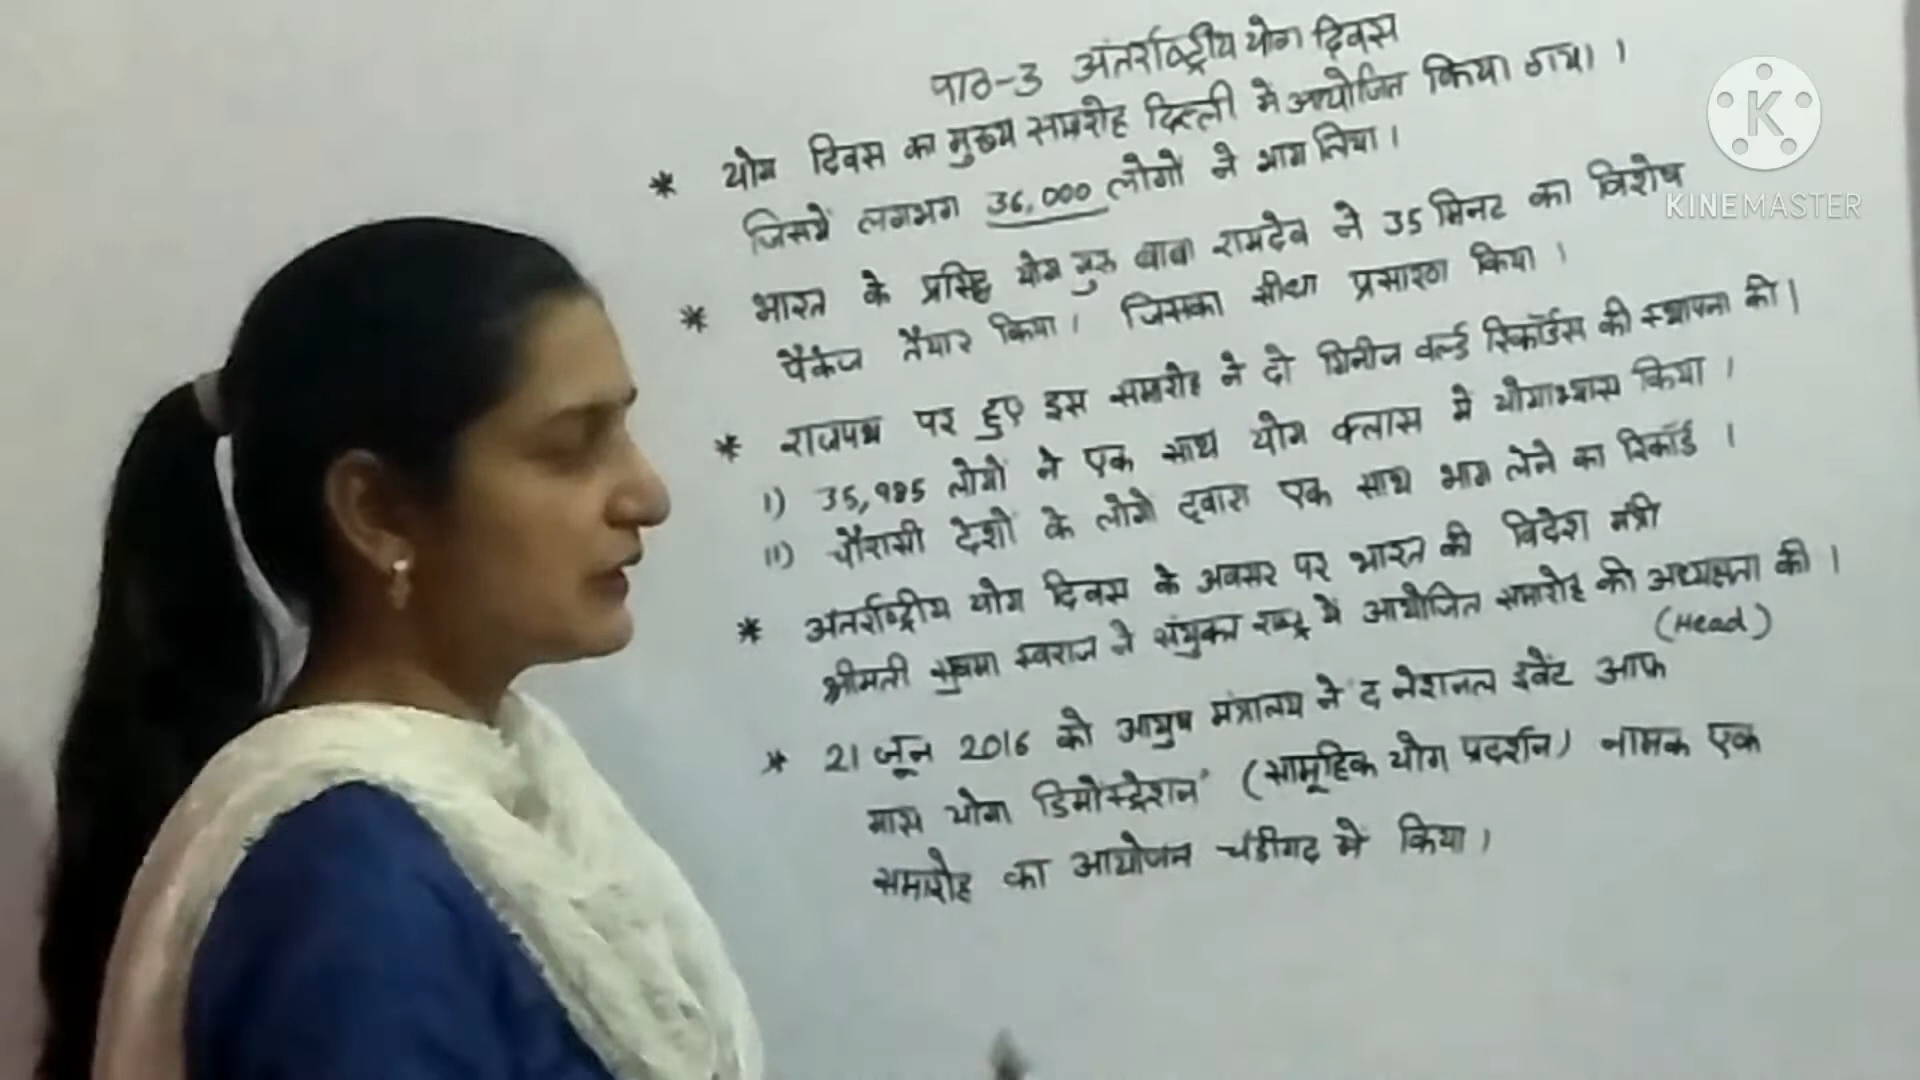 पाठ-3 अंतर्राष्ट्रीय योग दिवस
* योग दिवस का मुख्य समारोह दिल्ली में आयोजित किया गया।
जिसमें लगभग 36,000 लोगों ने भाग लिया।
* भारत के प्रसिद्ध योग गुरु बाबा रामदेव ने 35 मिनट का विशेष
पैकेज तैयार किया। जिसका सीधा प्रसारण किया।
* राजपथ पर हुए इस समारोह ने दो गिनीज वर्ल्ड रिकॉर्डस की स्थापना की।
i) 35,985 लोगों ने एक साथ योग क्लास में योगाभ्यास किया।
ii) चौरासी देशों के लोगों द्वारा एक साथ भाग लेने का रिकॉर्ड।
* अंतर्राष्ट्रीय योग दिवस के अवसर पर भारत की विदेश मंत्री
श्रीमती सुषमा स्वराज ने संयुक्त राष्ट्र में आयोजित समारोह की अध्यक्षता की।
(Head)
* 21 जून 2016 को आयुष मंत्रालय ने 'द नेशनल इवेंट आफ
मास योगा डिमोंस्ट्रेशन' (सामूहिक योग प्रदर्शन) नामक एक
समारोह का आयोजन चंडीगढ़ में किया।
K
KINEMASTER